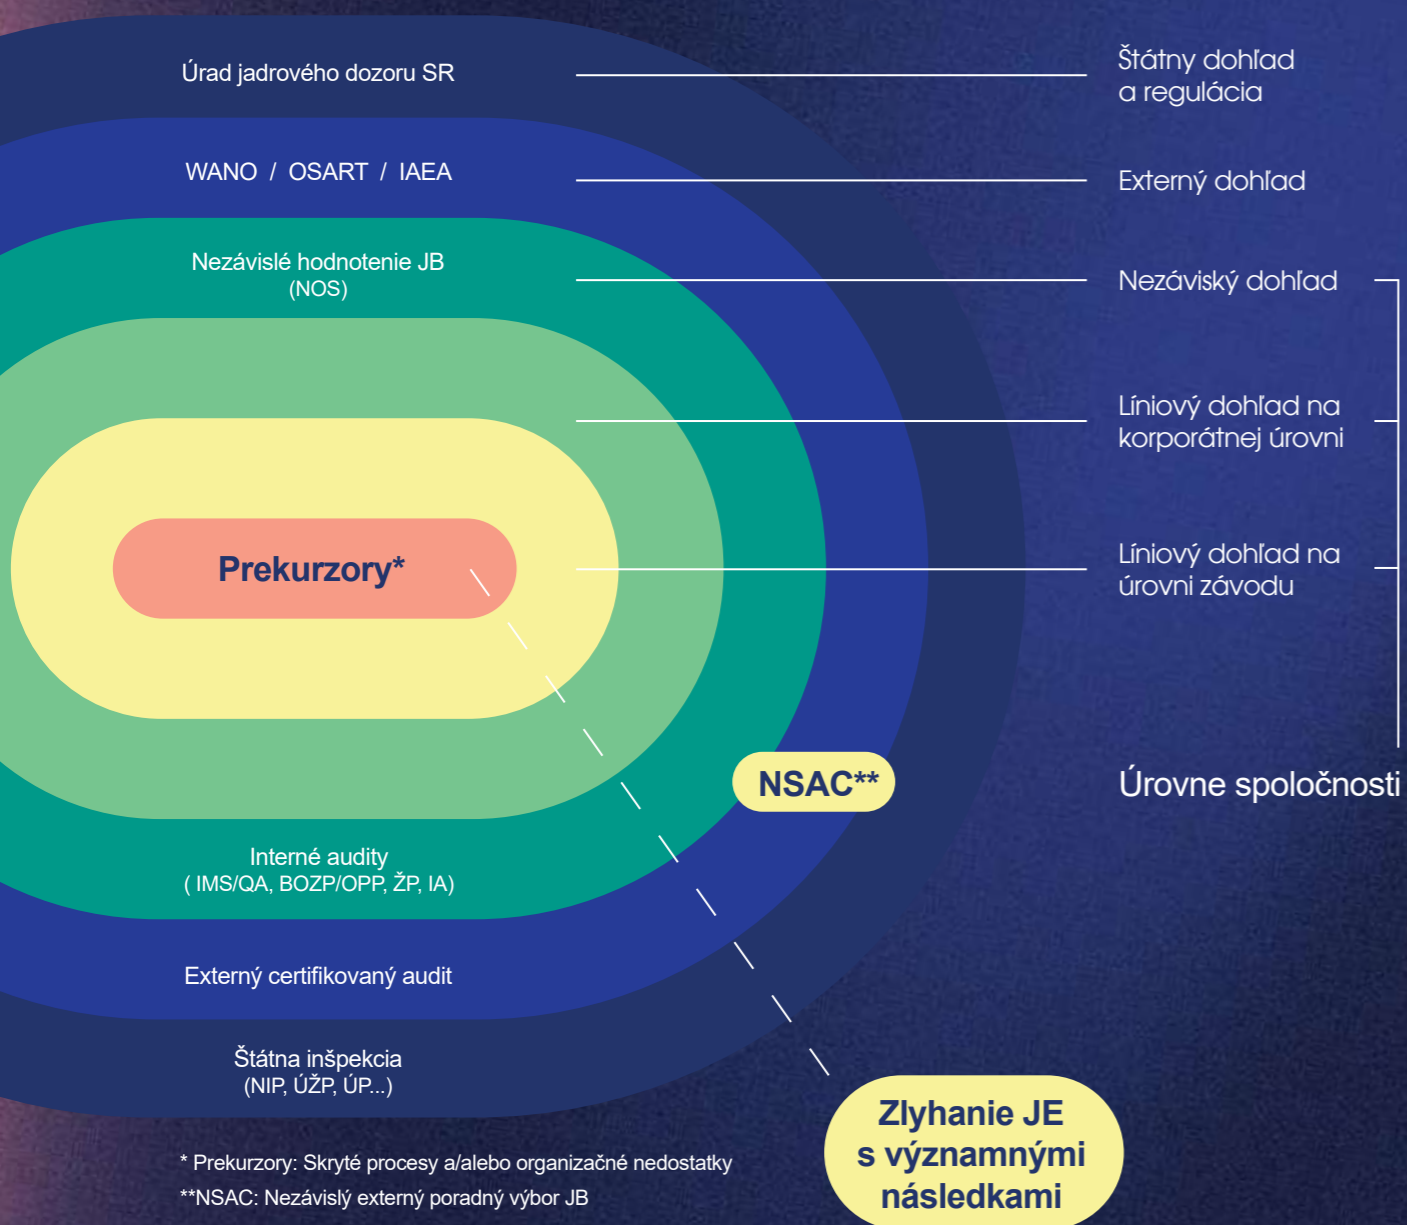 Úrad jadrového dozoru SR
Štátny dohľad
a regulácia
WANO / OSART / IAEA
Externý dohľad
Nezávislé hodnotenie JB
(NOS)
Nezáviský dohľad
Líniový dohľad na
korporátnej úrovni
Prekurzory*
Líniový dohľad na
úrovni závodu
NSAC**
Úrovne spoločnosti
Interné audity
( IMS/QA, BOZP/OPP, ŽP, IA)
Externý certifikovaný audit
Štátna inšpekcia
(NIP, ÚŽP, ÚP...)
Zlyhanie JE
s významnými
následkami
* Prekurzory: Skryté procesy a/alebo organizačné nedostatky
**NSAC: Nezávislý externý poradný výbor JB